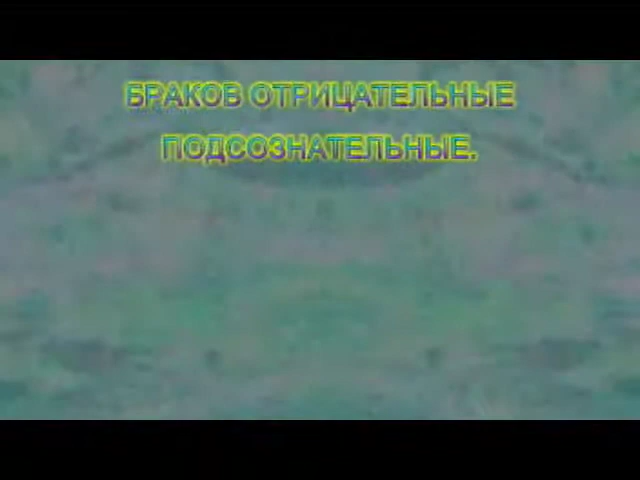 БРАКОВ ОТРИЦАТЕЛЬНЫЕ
ПОДСОЗНАТЕЛЬНЫЕ.